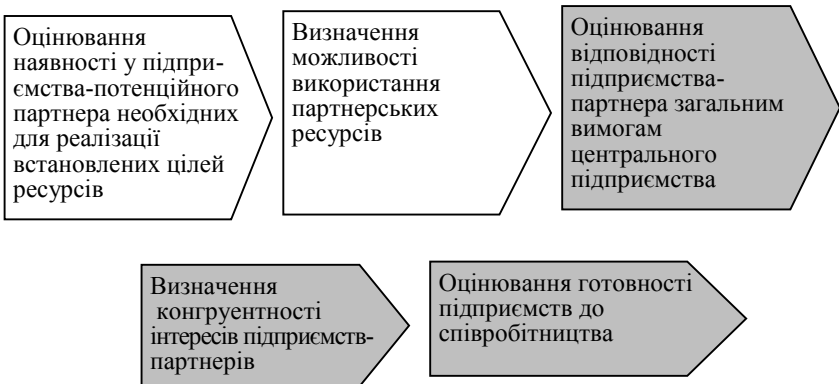 Оцінювання
наявності у підпри-
ємства-потенційного
партнера необхідних
для реалізації
встановлених цілей
ресурсів
Визначення
можливості
використання
партнерських
ресурсів
Оцінювання
відповідності
підприємства-
партнера загальним
вимогам
центрального
підприємства
Визначення
конгруентності
інтересів підприємств-
партнерів
Оцінювання готовності
підприємств до
співробітництва